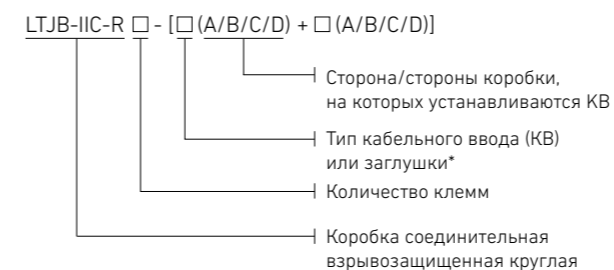 LTJB-IIC-R □ - [□ (A/B/C/D) + □ (A/B/C/D)]
Сторона/стороны коробки,
на которых устанавливаются КВ
Тип кабельного ввода (КВ)
или заглушки*
Количество клемм
Коробка соединительная
взрывозащищенная круглая